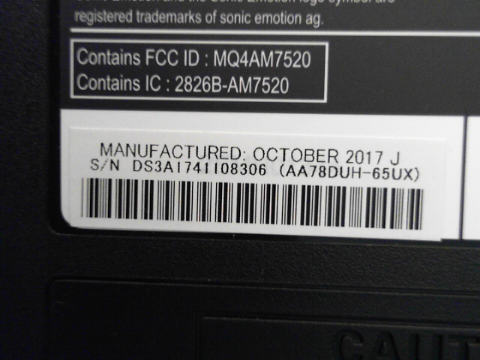 registered trademarks of sonic emotion ag.
Contains FCC ID : MQ4AM7520
Contains IC : 2826B-AM7520
MANUFACTURED: OCTOBER 2017 J
S/N DS3A1741108306 (AA78DUH-65UX)
CAUT